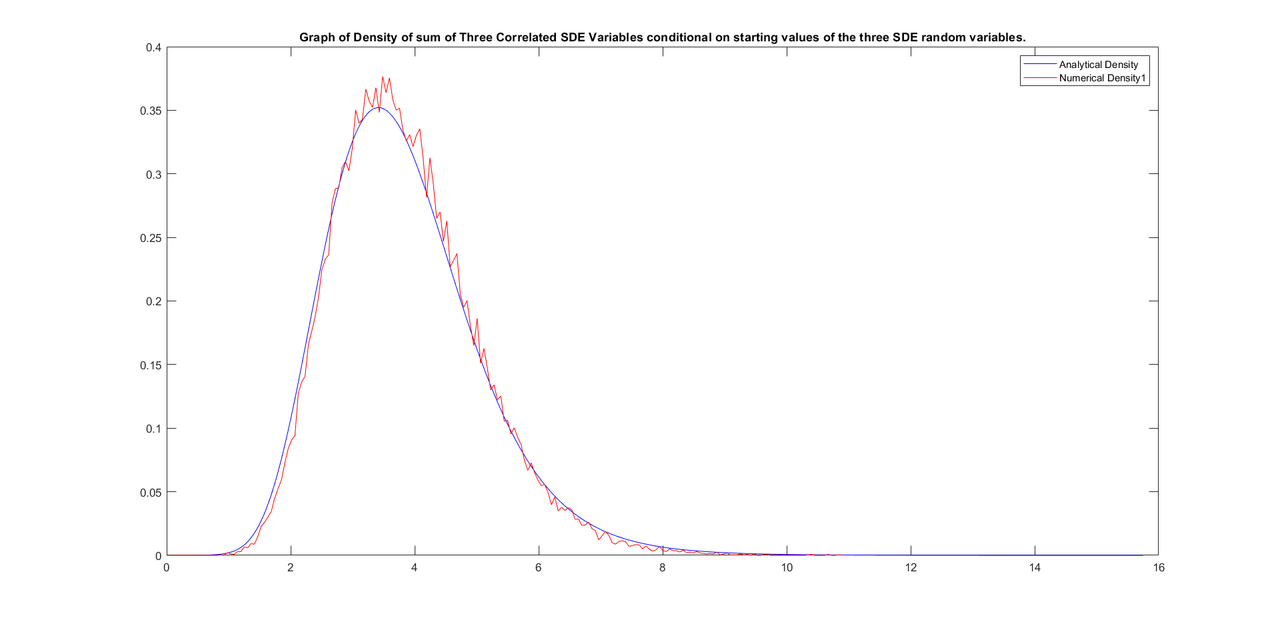 Graph of Density of sum of Three Correlated SDE Variables conditional on starting values of the three SDE random variables.
Analytical Density
Numerical Density1
0.4
0.35
0.3
0.25
0.2
0.15
0.1
0.05
0
0 2 4 6 8 10 12 14 16